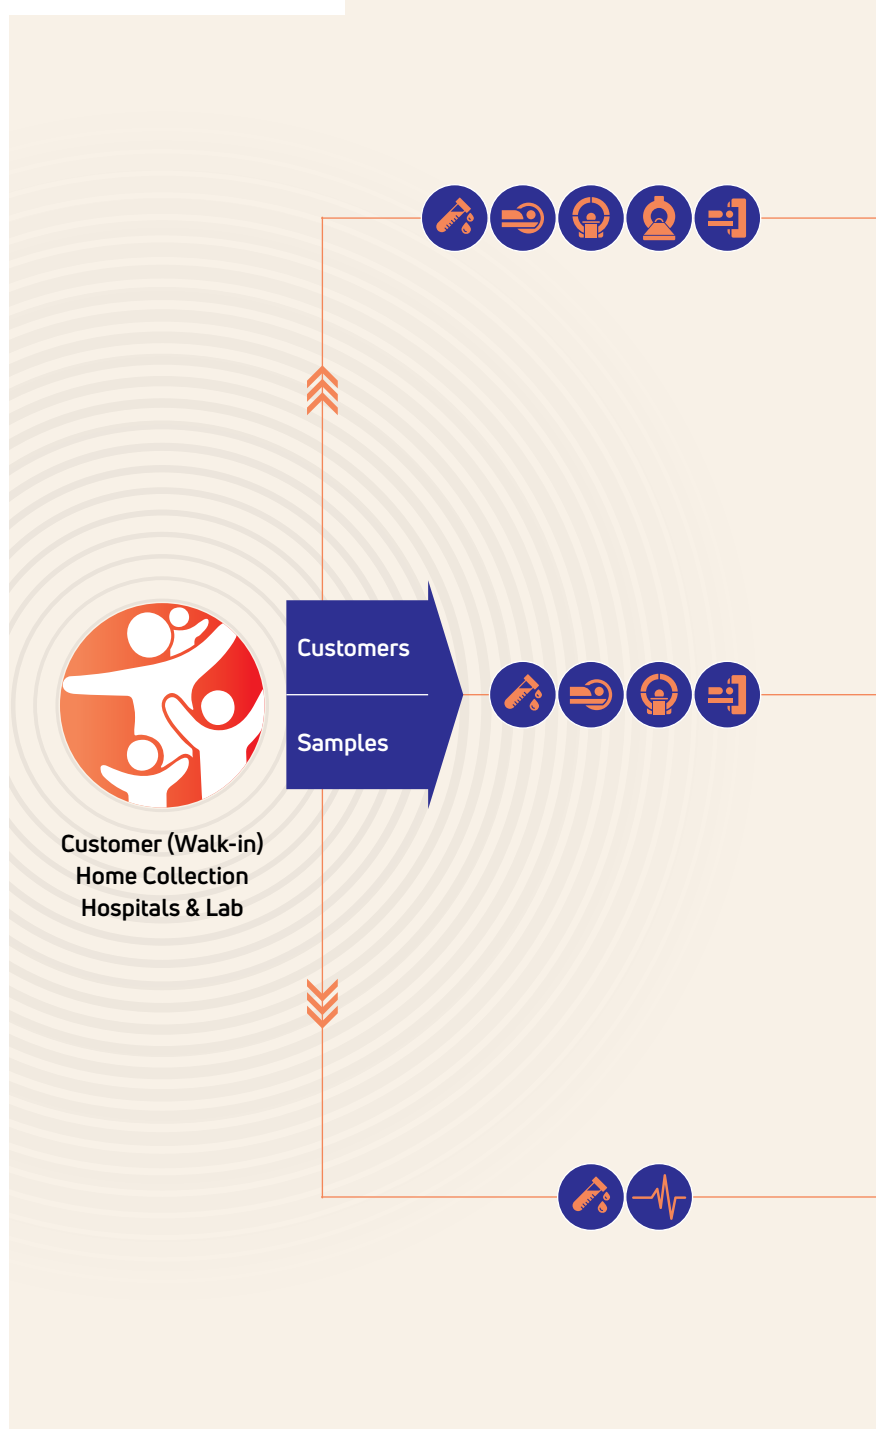 Customers
Samples
Customer (Walk-in)
Home Collection
Hospitals & Lab